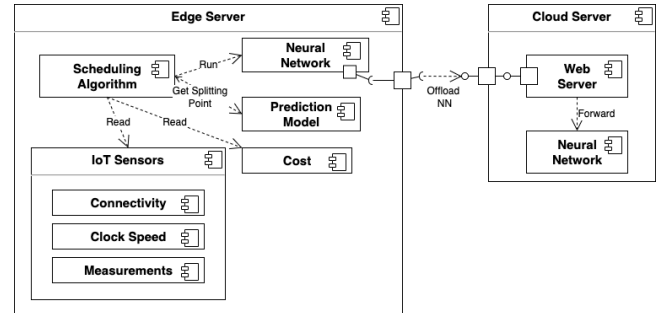 Edge Server
Cloud Server
Scheduling
Algorithm
Run
Neural
Network
Get Splitting
Point
Prediction
Model
Read
Read
Cost
IoT Sensors
Connectivity
Clock Speed
Measurements
Offload
NN
Web
Server
Forward
Neural
Network